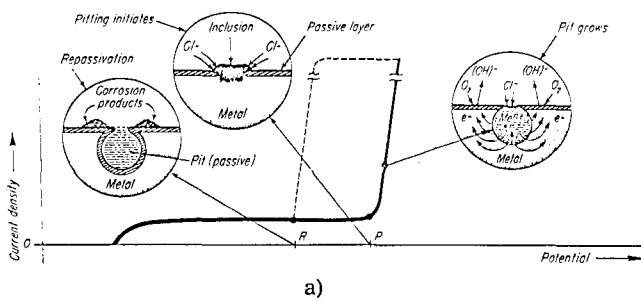 Pitting initiates
Inclusion
Cl-
Cl-
Passive layer
Metal
Repassivation
Corrosion
products
Pit (passive)
Metal
Pit grows
(OH)-
(OH)-
O₂
Cl-
O₂
e-
e-
Metal
Current density
0
R
P
Potential
a)